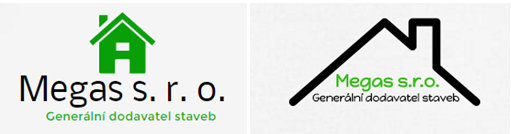 Megas s. r. o.
Generální dodavatel staveb
Megas s.r.o.
Generální dodavatel staveb